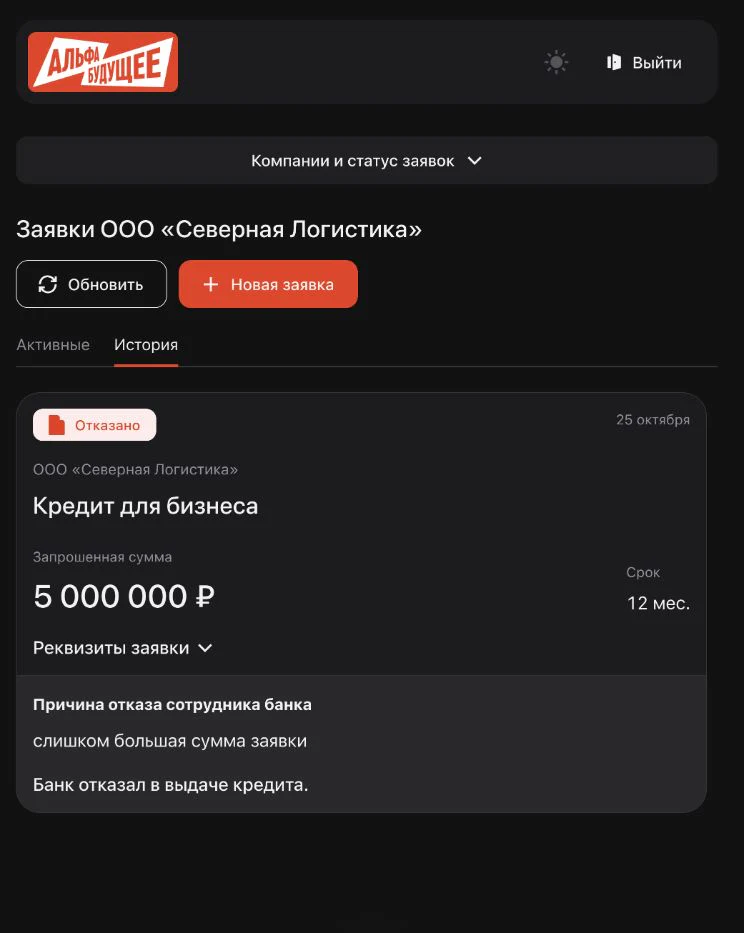 АЛЬФА
БУДУЩЕЕ
Выйти
Компании и статус заявок
Заявки ООО «Северная Логистика»
Обновить
Новая заявка
Активные
История
Отказано
25 октября
ООО «Северная Логистика»
Кредит для бизнеса
Запрошенная сумма
5 000 000 ₽
Срок
12 мес.
Реквизиты заявки
Причина отказа сотрудника банка
слишком большая сумма заявки
Банк отказал в выдаче кредита.